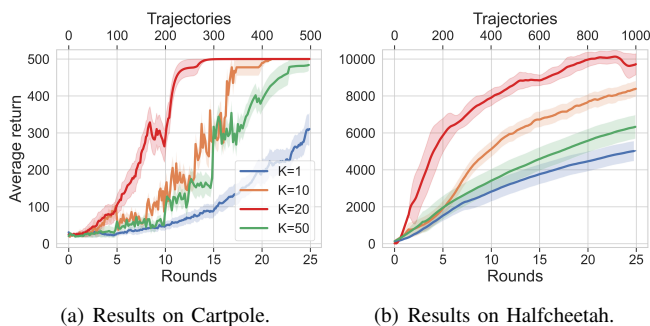 Trajectories
0 100 200 300 400 500
500
400
300
200
100
0
Average return
K=1
K=10
K=20
K=50
0 5 10 15 20 25
Rounds
(a) Results on Cartpole.
Trajectories
0 200 400 600 800 1000
10000
8000
6000
4000
2000
0
0 5 10 15 20 25
Rounds
(b) Results on Halfcheetah.